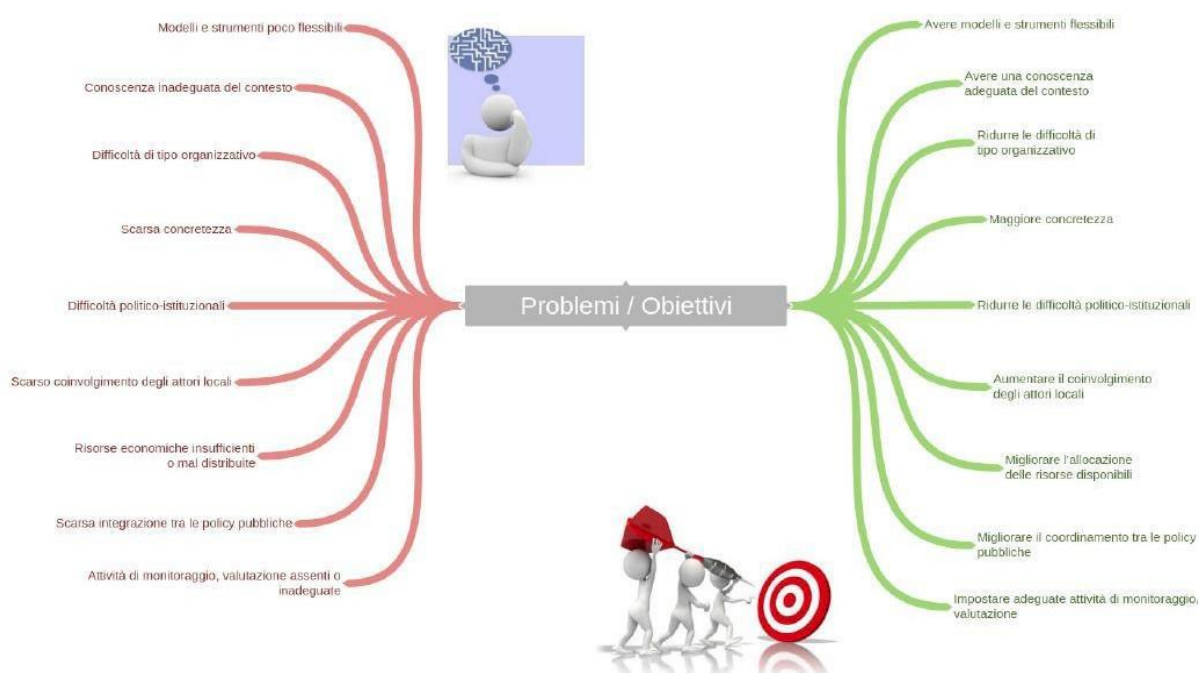 Modelli e strumenti poco flessibili
Conoscenza inadeguata del contesto
Difficoltà di tipo organizzativo
Scarsa concretezza
Difficoltà politico-istituzionali
Scarso coinvolgimento degli attori locali
Risorse economiche insufficienti
o mal distribuite
Scarsa integrazione tra le policy pubbliche
Attività di monitoraggio, valutazione assenti o
inadeguate
Problemi / Obiettivi
Avere modelli e strumenti flessibili
Avere una conoscenza
adeguata del contesto
Ridurre le difficoltà di
tipo organizzativo
Maggiore concretezza
Ridurre le difficoltà politico-istituzionali
Aumentare il coinvolgimento
degli attori locali
Migliorare l'allocazione
delle risorse disponibili
Migliorare il coordinamento tra le policy
pubbliche
Impostare adeguate attività di monitoraggio,
valutazione